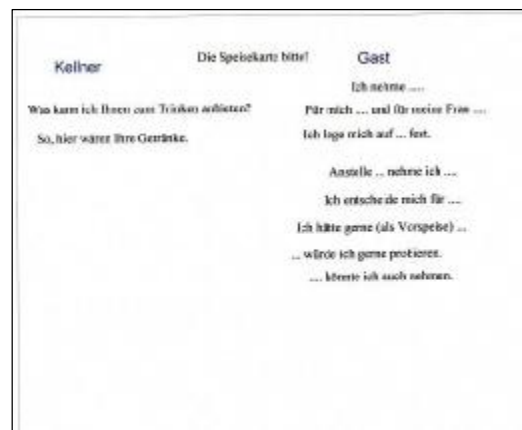 Die Speisekarte bitte!
Kellner
Gast
Ich nehme ....
Was kann ich Ihnen zum Trinken anbieten?
Für mich .... und für meine Frau ....
So, hier wären Ihre Getränke.
Ich lege mich auf ... fest.
Anstelle ... nehme ich ....
Ich entscheide mich für ....
Ich hätte gerne (als Vorspeise) ...
... würde ich gerne probieren.
.... könnte ich auch nehmen.